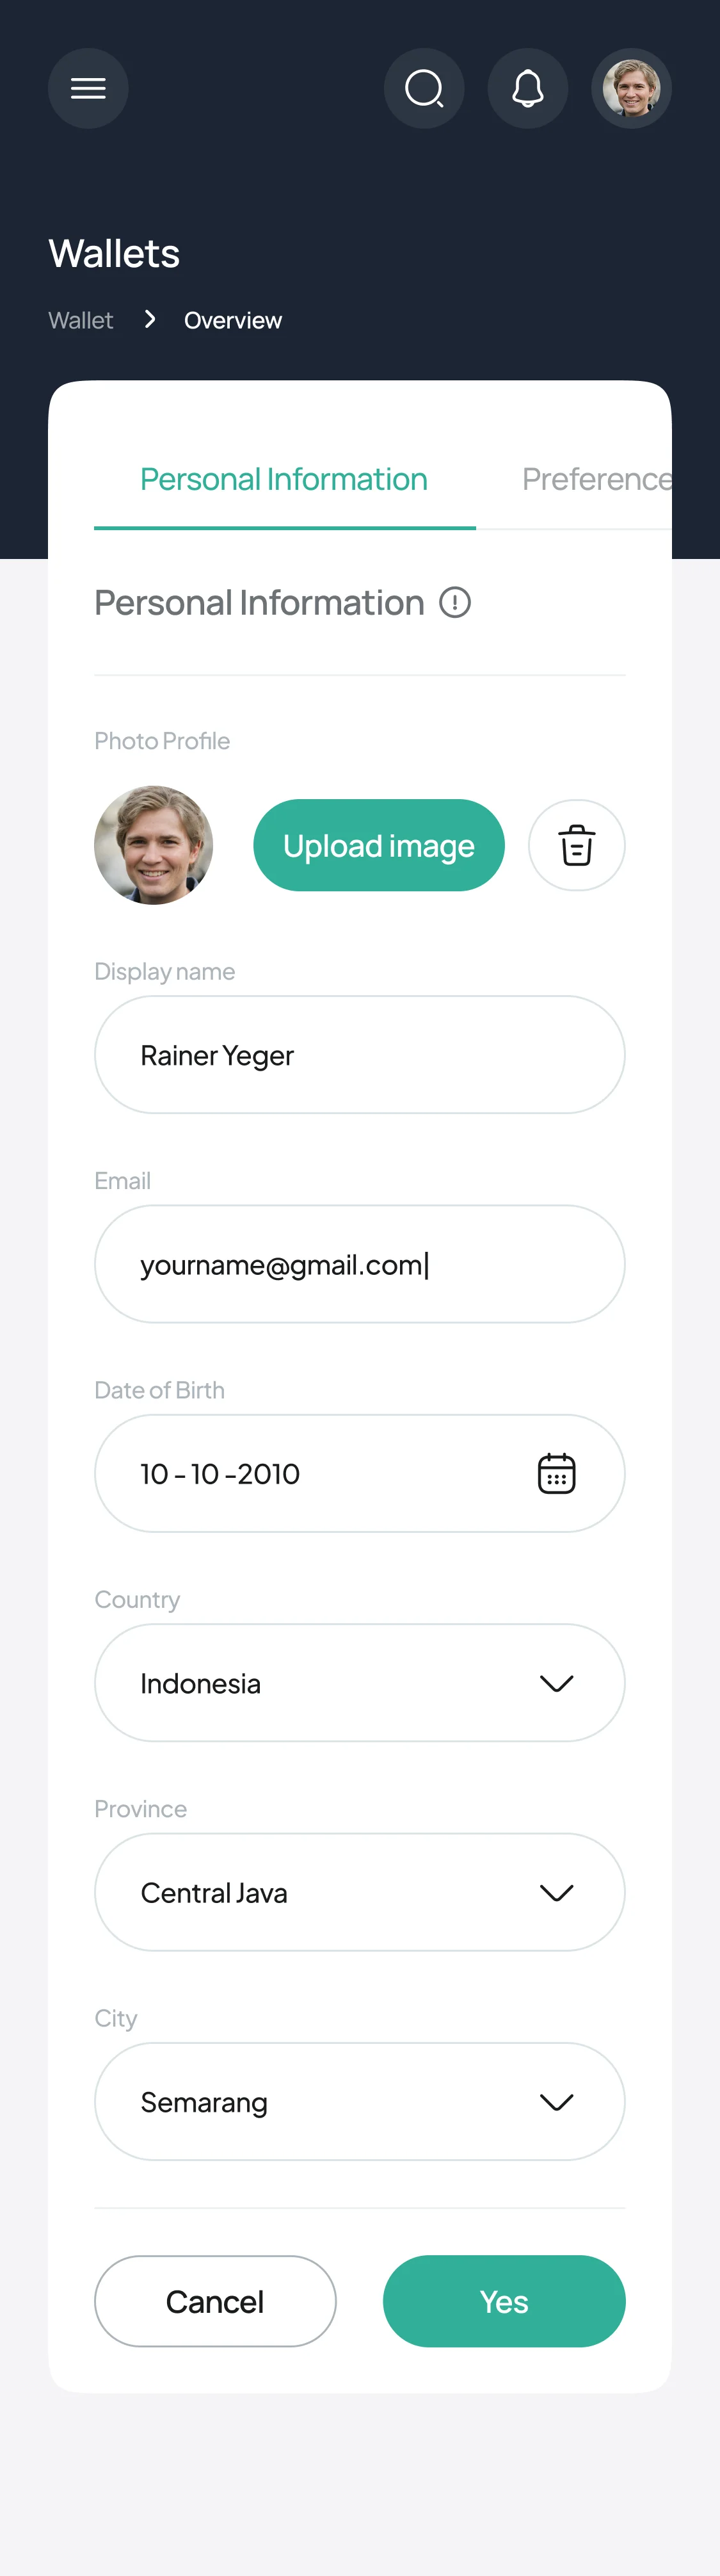 Wallets
Wallet > Overview
Personal Information Preference
Personal Information
Photo Profile
Upload image
Display name
Rainer Yeger
Email
yourname@gmail.com|
Date of Birth
10 - 10 -2010
Country
Indonesia
Province
Central Java
City
Semarang
Cancel Yes